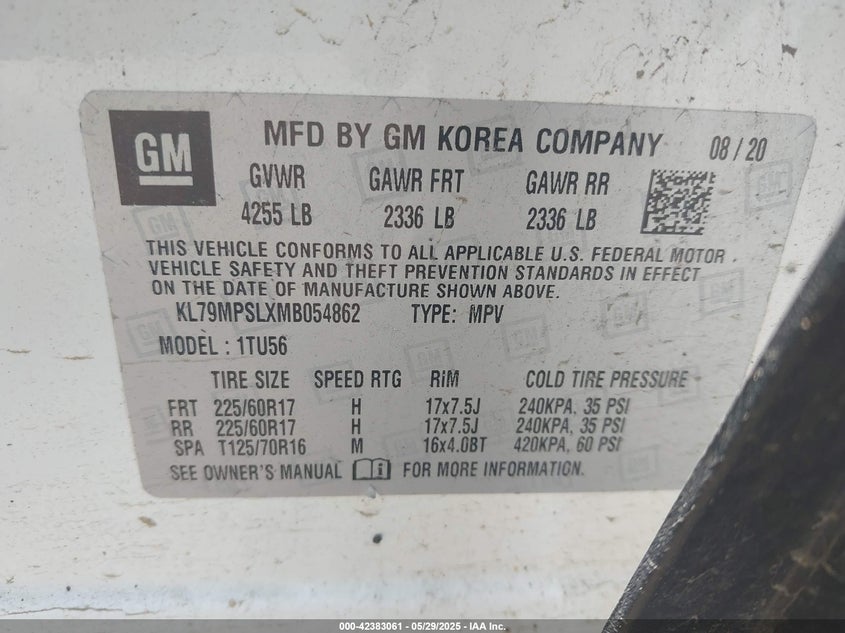 GM
MFD BY GM KOREA COMPANY 08/20
GVWR GAWR FRT GAWR RR
4255 LB 2336 LB 2336 LB
THIS VEHICLE CONFORMS TO ALL APPLICABLE U.S. FEDERAL MOTOR
VEHICLE SAFETY AND THEFT PREVENTION STANDARDS IN EFFECT
ON THE DATE OF MANUFACTURE SHOWN ABOVE.
KL79MPSLXMB054862 TYPE: MPV
MODEL : 1TU56
TIRE SIZE SPEED RTG RiM COLD TIRE PRESSURE
FRT 225/60R17 H 17x7.5J 240KPA, 35 PSI
RR 225/60R17 H 17x7.5J 240KPA, 35 PSI
SPA T125/70R16 M 16x4.0BT 420KPA, 60 PSI
SEE OWNER'S MANUAL i FOR MORE INFORMATION.
000-42383061 - 05/29/2025 - IAA Inc.